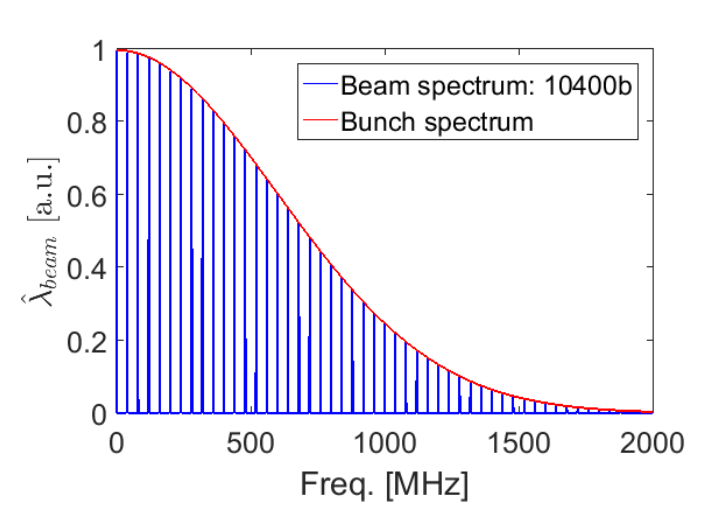 1
0.8
0.6
0.4
0.2
0
λ̂_beam [a.u.]
Beam spectrum: 10400b
Bunch spectrum
0 500 1000 1500 2000
Freq. [MHz]